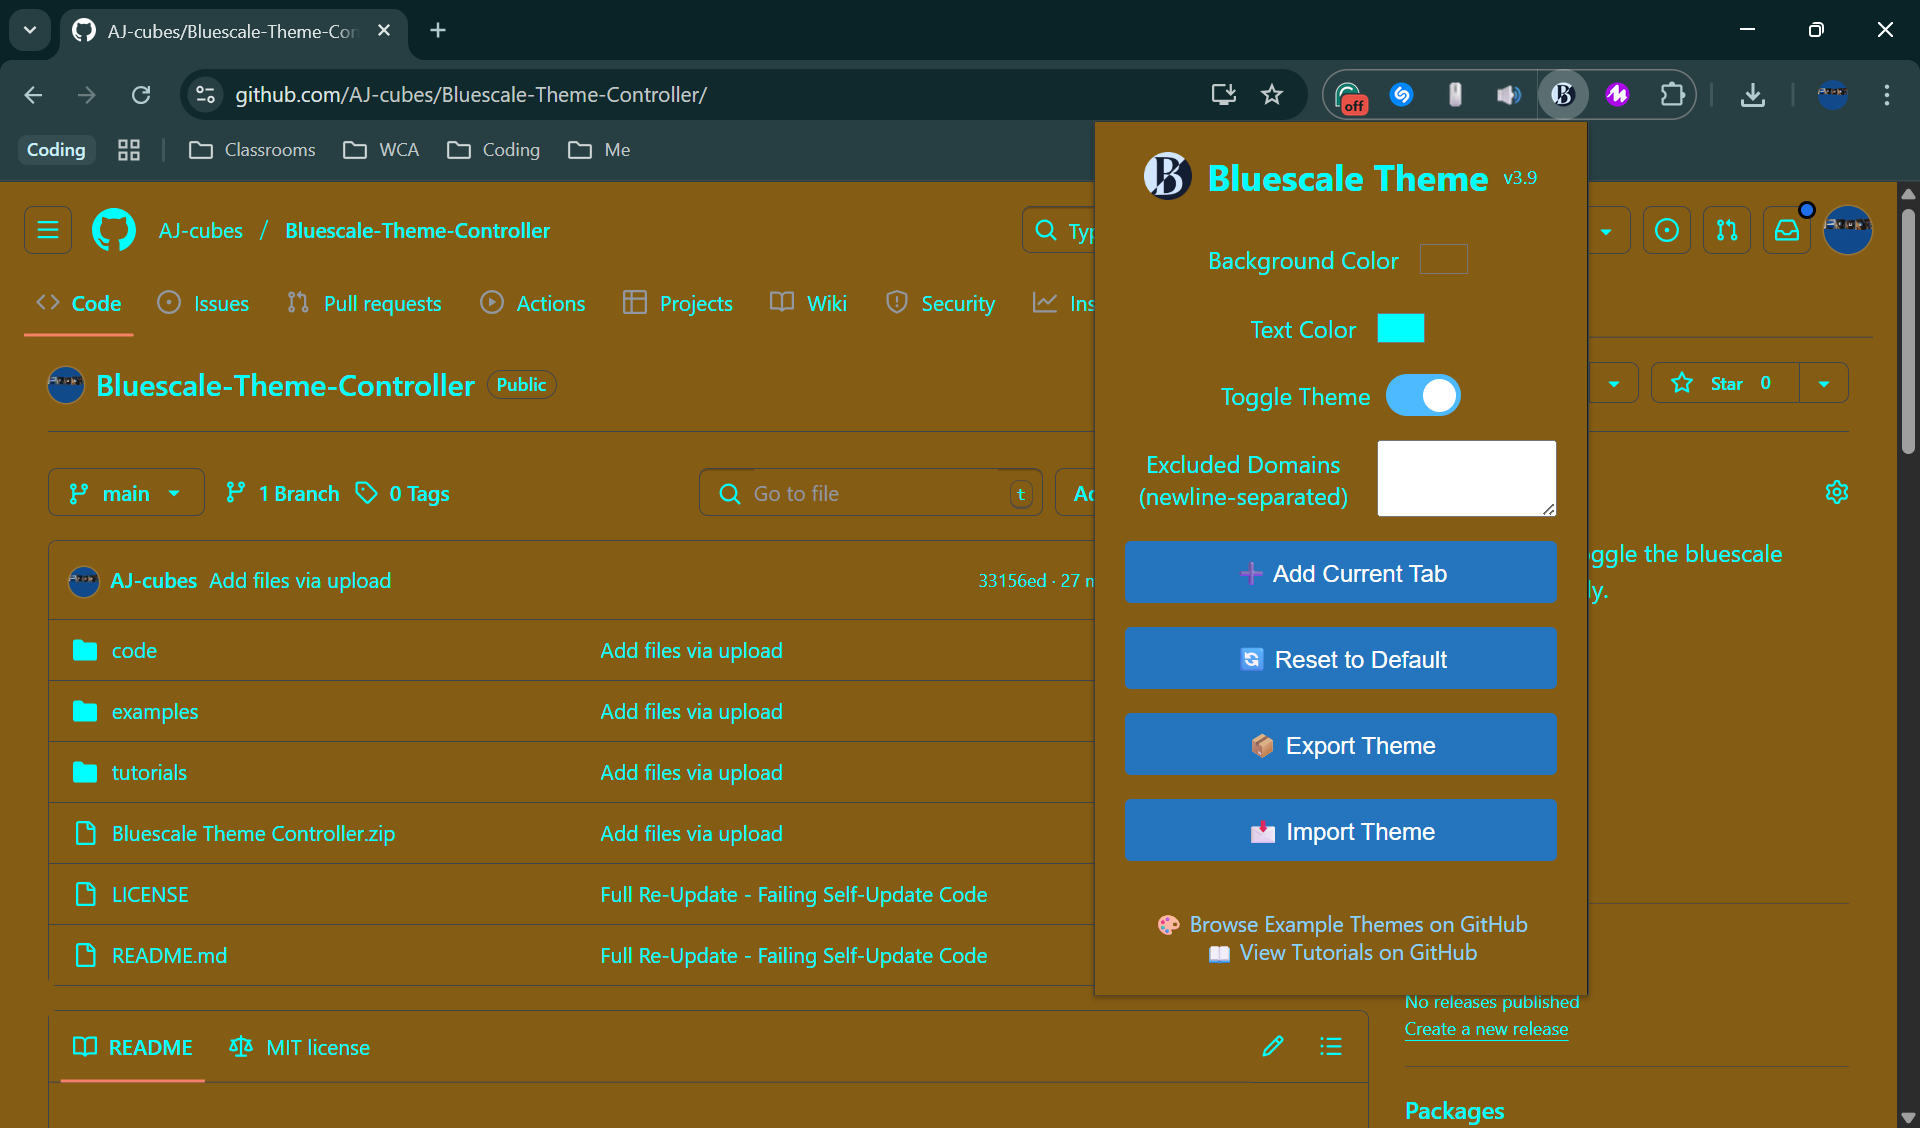 AJ-cubes/Bluescale-Theme-Cor
github.com/AJ-cubes/Bluescale-Theme-Controller/
off
Coding
Classrooms
WCA
Coding
Me
AJ-cubes / Bluescale-Theme-Controller
Typ
Code
Issues
Pull requests
Actions
Projects
Wiki
Security
Ins
Bluescale-Theme-Controller Public
Star 0
main
1 Branch
0 Tags
Go to file
t
Ad
AJ-cubes Add files via upload
33156ed · 27 m
code Add files via upload
examples Add files via upload
tutorials Add files via upload
Bluescale Theme Controller.zip Add files via upload
LICENSE Full Re-Update - Failing Self-Update Code
README.md Full Re-Update - Failing Self-Update Code
README
MIT license
B Bluescale Theme v3.9
Background Color
Text Color
Toggle Theme
Excluded Domains
(newline-separated)
Add Current Tab
Reset to Default
Export Theme
Import Theme
Browse Example Themes on GitHub
View Tutorials on GitHub
ggle the bluescale
ly.
No releases published
Create a new release
Packages